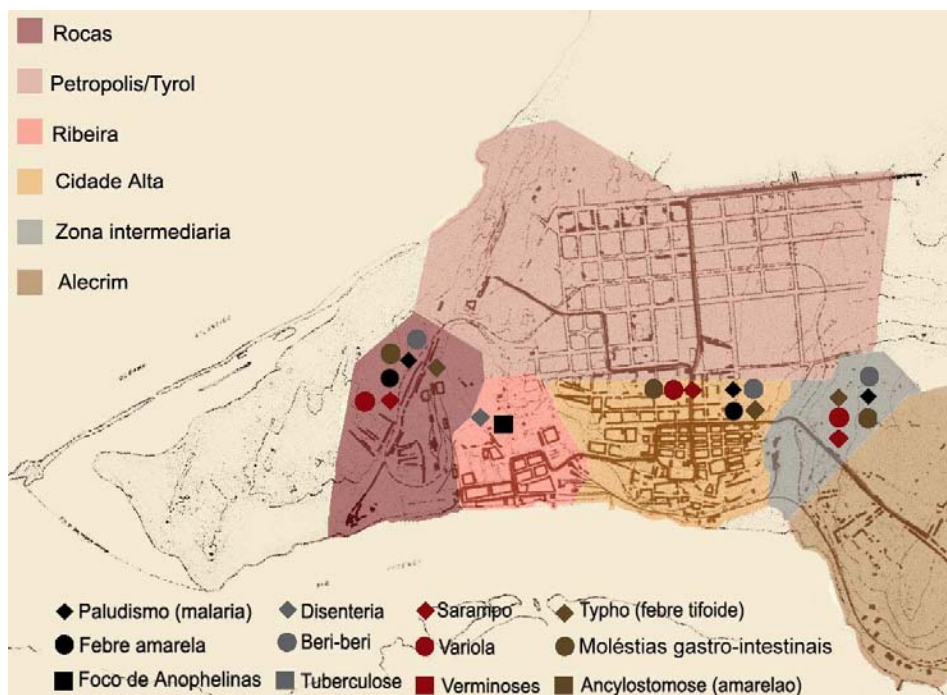 Rocas
Petropolis/Tyrol
Ribeira
Cidade Alta
Zona intermediaria
Alecrim
Paludismo (malaria)
Disenteria
Sarampo
Typho (febre tifoide)
Febre amarela
Beri-beri
Variola
Moléstias gastro-intestinais
Foco de Anophelinas
Tuberculose
Verminoses
Ancylostomose (amarelao)